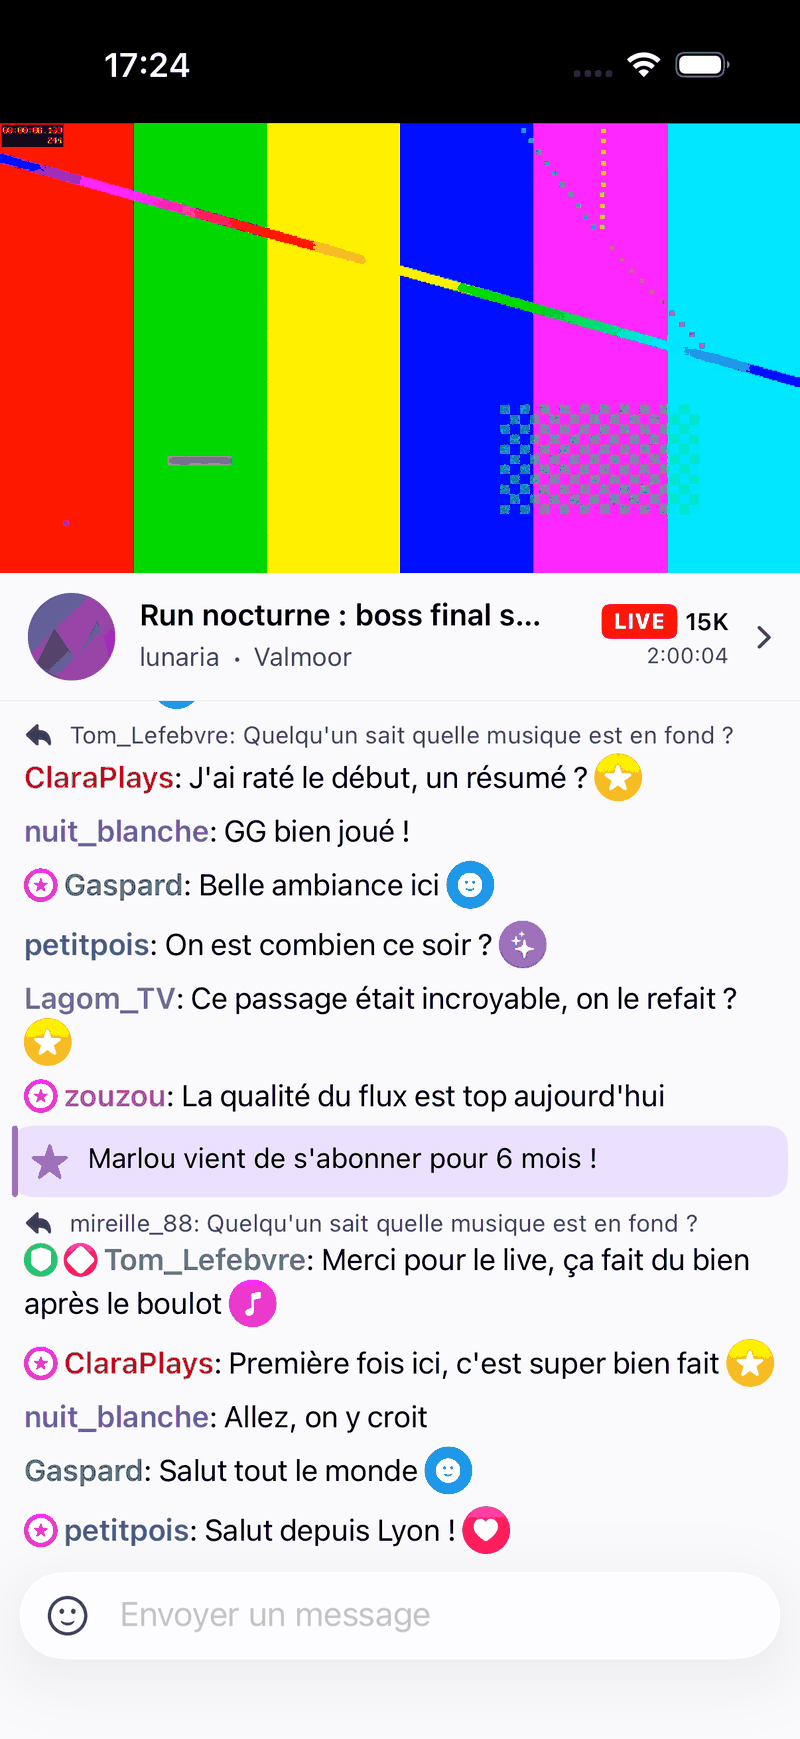 17:24
00:00:08.133
244
Run nocturne : boss final s...
LIVE 15K
lunaria • Valmoor
2:00:04
Tom_Lefebvre: Quelqu'un sait quelle musique est en fond ?
ClaraPlays: J'ai raté le début, un résumé ?
nuit_blanche: GG bien joué !
Gaspard: Belle ambiance ici
petitpois: On est combien ce soir ?
Lagom_TV: Ce passage était incroyable, on le refait ?
zouzou: La qualité du flux est top aujourd'hui
Marlou vient de s'abonner pour 6 mois !
mireille_88: Quelqu'un sait quelle musique est en fond ?
Tom_Lefebvre: Merci pour le live, ça fait du bien
après le boulot
ClaraPlays: Première fois ici, c'est super bien fait
nuit_blanche: Allez, on y croit
Gaspard: Salut tout le monde
petitpois: Salut depuis Lyon !
Envoyer un message